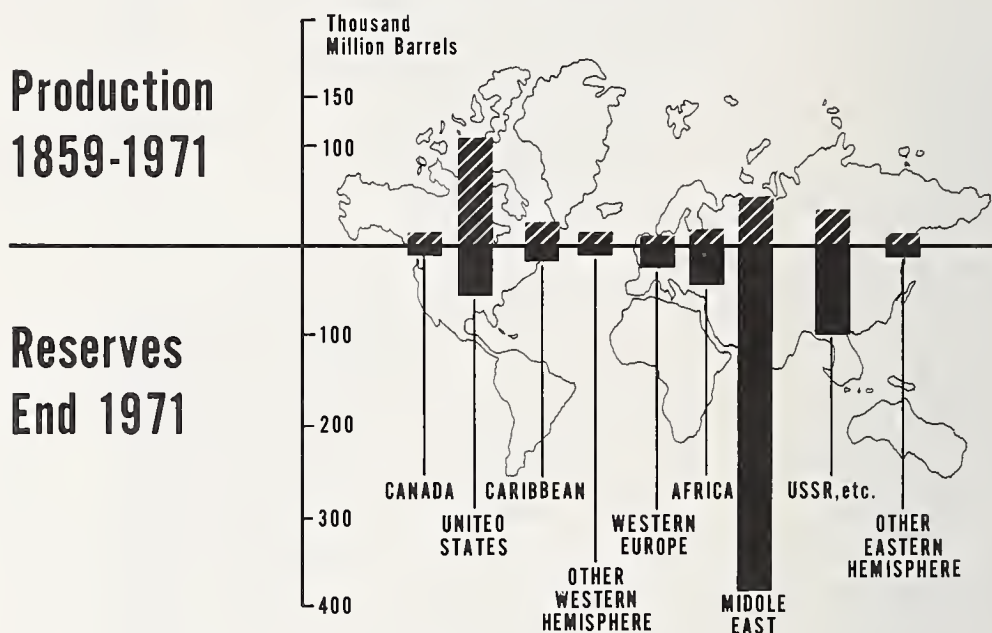 Thousand
Million Barrels
Production
1859-1971
150
100
Reserves
End 1971
100
200
300
400
CANADA
UNITEO
STATES
CARIBBEAN
OTHER
WESTERN
HEMISPHERE
WESTERN
EUROPE
AFRICA
MIDDLE
EAST
USSR,etc.
OTHER
EASTERN
HEMISPHERE